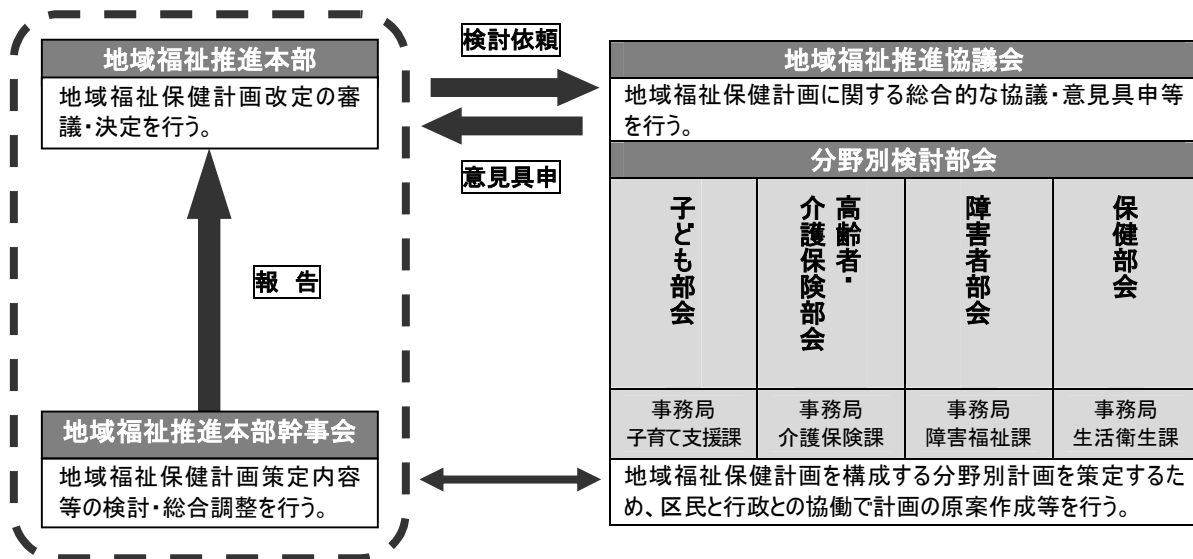 地域福祉推進本部
地域福祉保健計画改定の審
議・決定を行う。
報 告
地域福祉推進本部幹事会
地域福祉保健計画策定内容
等の検討・総合調整を行う。
検討依頼
意見具申
地域福祉推進協議会
地域福祉保健計画に関する総合的な協議・意見具申等
を行う。
分野別検討部会
子ども部会
高齢者・
介護保険部会
障害者部会
保健部会
事務局
子育て支援課
事務局
介護保険課
事務局
障害福祉課
事務局
生活衛生課
地域福祉保健計画を構成する分野別計画を策定するた
め、区民と行政との協働で計画の原案作成等を行う。